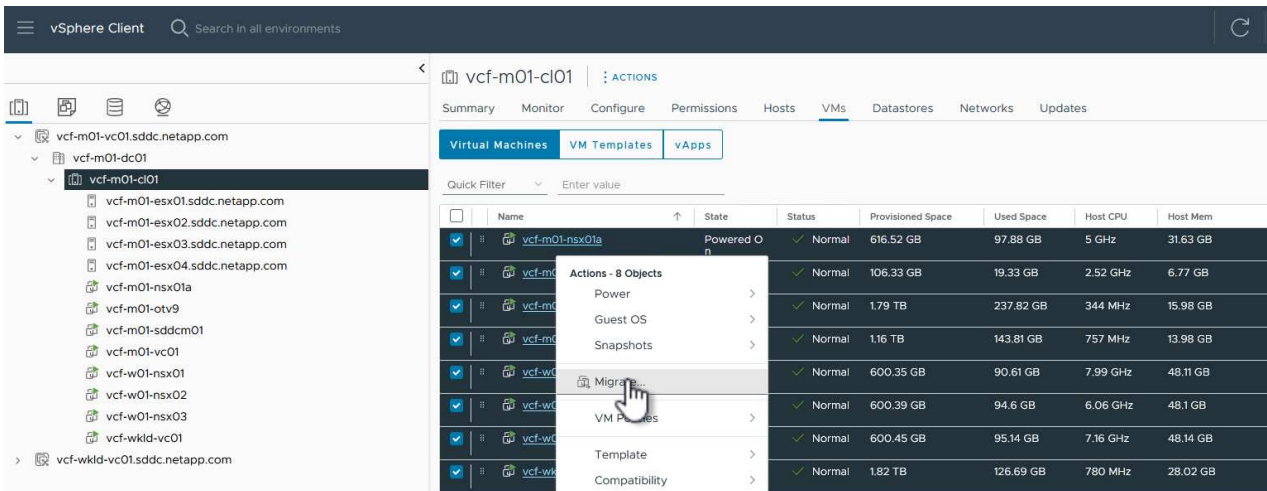 vSphere Client Search in all environments
vcf-m01-cl01 ACTIONS
Summary Monitor Configure Permissions Hosts VMs Datastores Networks Updates
vcf-m01-vc01.sddc.netapp.com
vcf-m01-dc01
vcf-m01-cl01
vcf-m01-esx01.sddc.netapp.com
vcf-m01-esx02.sddc.netapp.com
vcf-m01-esx03.sddc.netapp.com
vcf-m01-esx04.sddc.netapp.com
vcf-m01-nsx01a
vcf-m01-otv9
vcf-m01-sddcm01
vcf-m01-vc01
vcf-w01-nsx01
vcf-w01-nsx02
vcf-w01-nsx03
vcf-wkld-vc01
vcf-wkld-vc01.sddc.netapp.com
Virtual Machines VM Templates vApps
Quick Filter Enter value
Name State Status Provisioned Space Used Space Host CPU Host Mem
vcf-m01-nsx01a Powered O Normal 616.52 GB 97.88 GB 5 GHz 31.63 GB
n
Normal 106.33 GB 19.33 GB 2.52 GHz 6.77 GB
Normal 1.79 TB 237.82 GB 344 MHz 15.98 GB
Normal 1.16 TB 143.81 GB 757 MHz 13.98 GB
Normal 600.35 GB 90.61 GB 7.99 GHz 48.11 GB
Normal 600.39 GB 94.6 GB 6.06 GHz 48.1 GB
Normal 600.45 GB 95.14 GB 7.16 GHz 48.14 GB
Normal 1.82 TB 126.69 GB 780 MHz 28.02 GB
Actions - 8 Objects
Power
Guest OS
Snapshots
Migrate...
VM Policies
Template
Compatibility